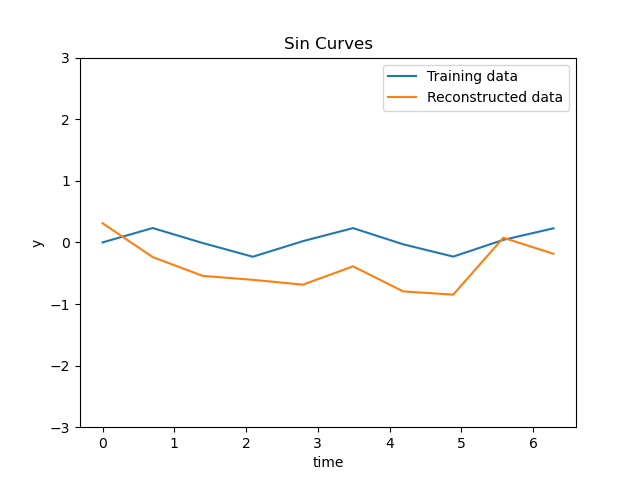 Sin Curves
Training data
Reconstructed data
3
2
1
0
−1
−2
−3
y
0 1 2 3 4 5 6
time